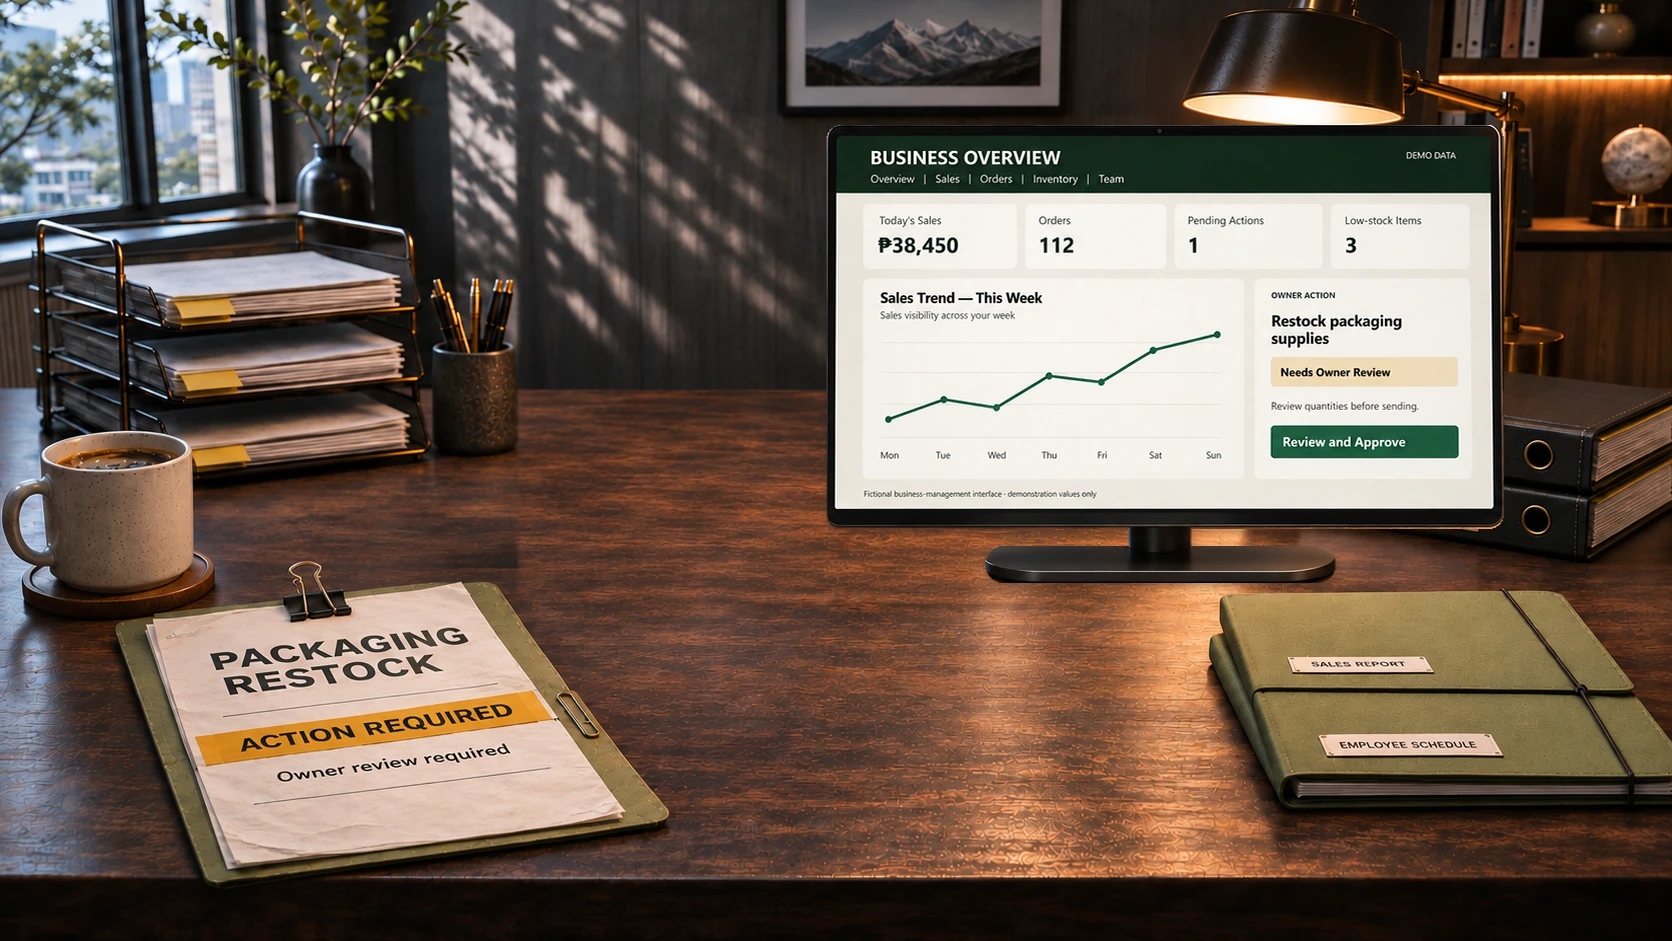 BUSINESS OVERVIEW
DEMO DATA
Overview | Sales | Orders | Inventory | Team
Today's Sales
₱38,450
Orders
112
Pending Actions
1
Low-stock Items
3
Sales Trend — This Week
Sales visibility across your week
Mon Tue Wed Thu Fri Sat Sun
OWNER ACTION
Restock packaging
supplies
Needs Owner Review
Review quantities before sending.
Review and Approve
Fictional business-management interface · demonstration values only
PACKAGING
RESTOCK
ACTION REQUIRED
Owner review required
SALES REPORT
EMPLOYEE SCHEDULE